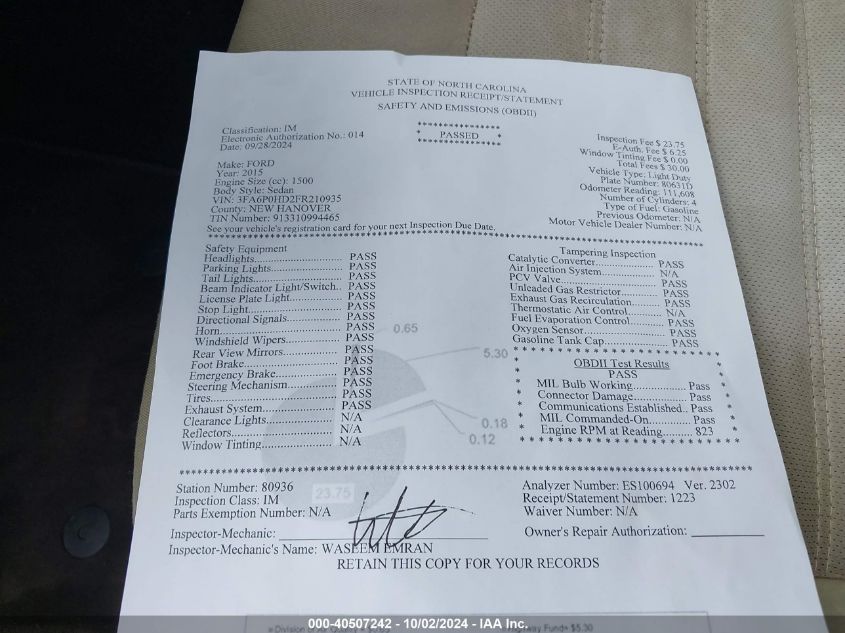 STATE OF NORTH CAROLINA
VEHICLE INSPECTION RECEIPT/STATEMENT
SAFETY AND EMISSIONS (OBDII)
****************
* PASSED *
****************
Classification: IM
Electronic Authorization No.: 014
Date: 09/28/2024
Inspection Fee $ 23.75
E-Auth. Fee $ 6.25
Window Tinting Fee $ 0.00
Total Fees $ 30.00
Make: FORD
Year: 2015
Engine Size (cc): 1500
Body Style: Sedan
VIN: 3FA6P0HD2FR210935
County: NEW HANOVER
TIN Number: 913310994465
Vehicle Type: Light Duty
Plate Number: 80631D
Odometer Reading: 111,608
Number of Cylinders: 4
Type of Fuel: Gasoline
Previous Odometer: N/A
Motor Vehicle Dealer Number: N/A
See your vehicle's registration card for your next Inspection Due Date.
Safety Equipment
Headlights........ PASS
Parking Lights........ PASS
Tail Lights........ PASS
Beam Indicator Light/Switch.. PASS
License Plate Light........ PASS
Stop Light........ PASS
Directional Signals........ PASS
Horn........ PASS
Windshield Wipers........ PASS
Rear View Mirrors........ PASS
Foot Brake........ PASS
Emergency Brake........ PASS
Steering Mechanism........ PASS
Tires........ PASS
Exhaust System........ PASS
Clearance Lights........ N/A
Reflectors........ N/A
Window Tinting........ N/A
Tampering Inspection
Catalytic Converter........ PASS
Air Injection System........ N/A
PCV Valve........ PASS
Unleaded Gas Restrictor........ PASS
Exhaust Gas Recirculation........ PASS
Thermostatic Air Control........ N/A
Fuel Evaporation Control........ PASS
Oxygen Sensor........ PASS
Gasoline Tank Cap........ PASS
OBDII Test Results
PASS
MIL Bulb Working........ Pass
Connector Damage........ Pass
Communications Established.. Pass
MIL Commanded-On........ Pass
Engine RPM at Reading........ 823
0.65
5.30
0.18
0.12
23.75
Station Number: 80936
Inspection Class: IM
Parts Exemption Number: N/A
Analyzer Number: ES100694 Ver. 2302
Receipt/Statement Number: 1223
Waiver Number: N/A
Inspector-Mechanic:
Owner's Repair Authorization:
Inspector-Mechanic's Name: WASEEM EMRAN
RETAIN THIS COPY FOR YOUR RECORDS
000-40507242 - 10/02/2024 - IAA Inc.